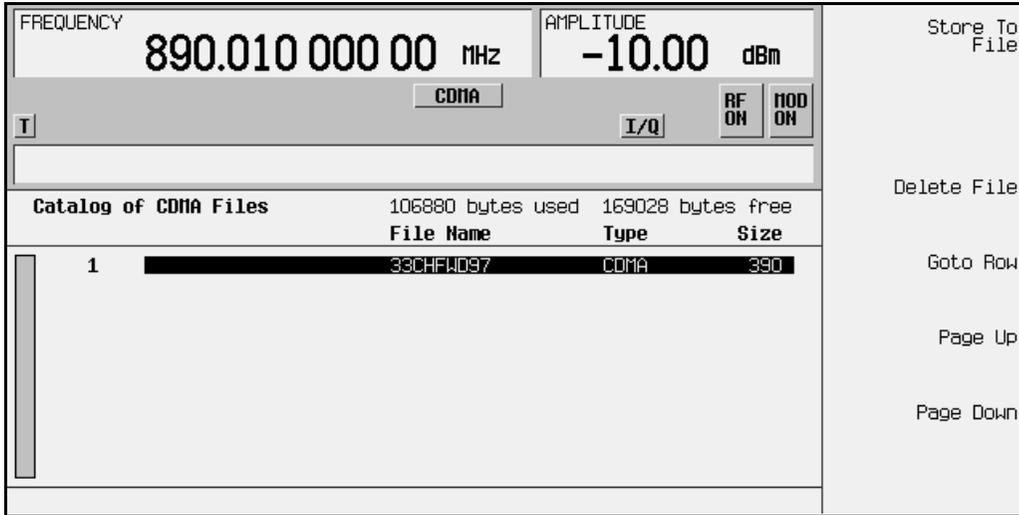 FREQUENCY
890.010 000 00 MHz
AMPLITUDE
-10.00 dBm
CDMA
T
I/Q
RF ON
MOD ON
Catalog of CDMA Files 106880 bytes used 169028 bytes free
File Name Type Size
1 33CHFWD97 CDMA 390
Store To
File
Delete File
Goto Row
Page Up
Page Down